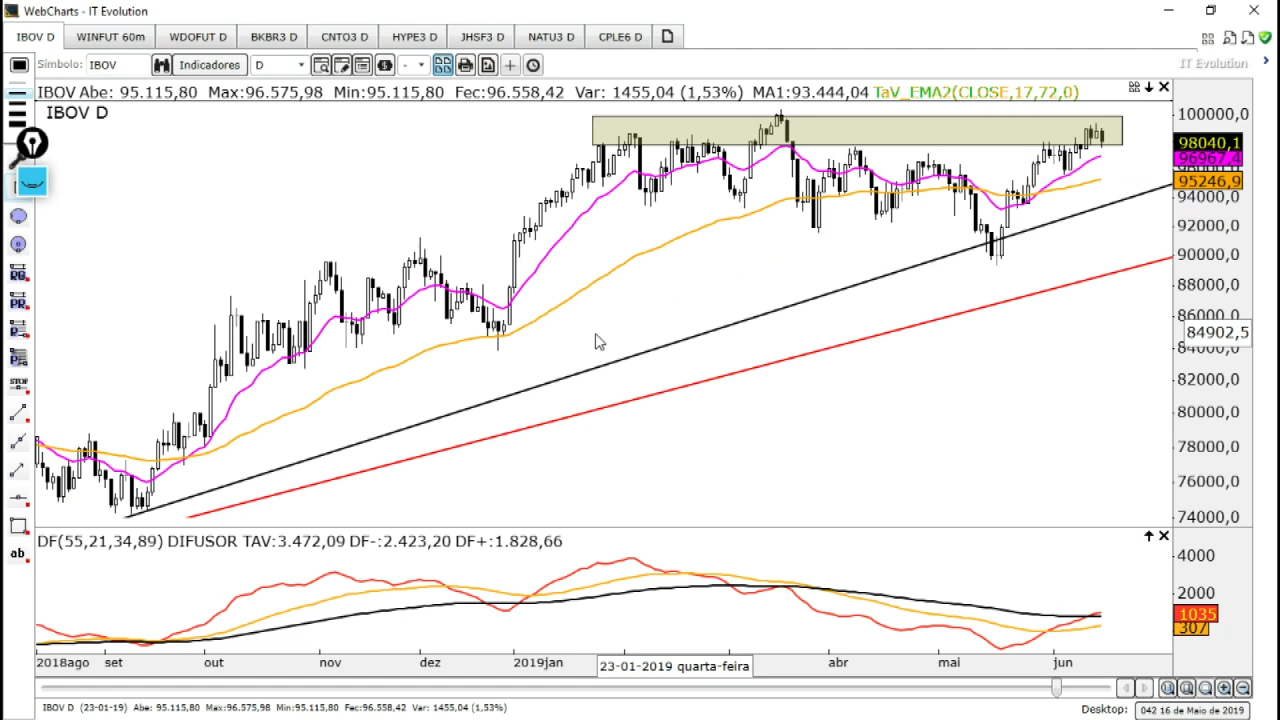 WebCharts - IT Evolution
IBOV D WINFUT 60m WDOFUT D BKBR3 D CNTO3 D HYPE3 D JHSF3 D NATU3 D CPLE6 D
Símbolo: IBOV Indicadores D - IT Evolution
IBOV Abe: 95.115,80 Max:96.575,98 Min:95.115,80 Fec:96.558,42 Var: 1455,04 (1,53%) MA1:93.444,04 TaV_EMA2(CLOSE,17,72,0)
IBOV D
100000,0
98040,1
96967,4
95246,9
94000,0
92000,0
90000,0
88000,0
86000,0
84902,5
84000,0
82000,0
80000,0
78000,0
76000,0
74000,0
RG
PR
STOP
ab
DF(55,21,34,89) DIFUSOR TAV:3.472,09 DF-:2.423,20 DF+:1.828,66
4000
2000
1035
307
2018ago set out nov dez 2019jan 23-01-2019 quarta-feira abr mai jun
IBOV D (23-01-19) Abe: 95.115,80 Max:96.575,98 Min:95.115,80 Fec:96.558,42 Var: 1455,04 (1,53%) Desktop: 042 16 de Maio de 2019